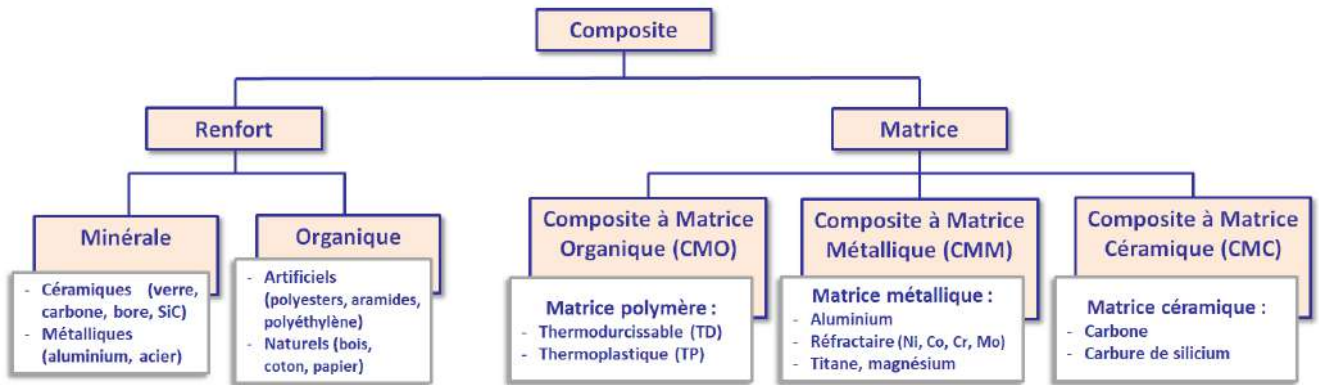 Composite
Renfort
Matrice
Minérale
- Céramiques (verre,
carbone, bore, SiC)
- Métalliques
(aluminium, acier)
Organique
- Artificiels
(polyesters, aramides,
polyéthylène)
- Naturels (bois,
coton, papier)
Composite à Matrice
Organique (CMO)
Matrice polymère :
- Thermodurcissable (TD)
- Thermoplastique (TP)
Composite à Matrice
Métallique (CMM)
Matrice métallique :
- Aluminium
- Réfractaire (Ni, Co, Cr, Mo)
- Titane, magnésium
Composite à Matrice
Céramique (CMC)
Matrice céramique :
- Carbone
- Carbure de silicium